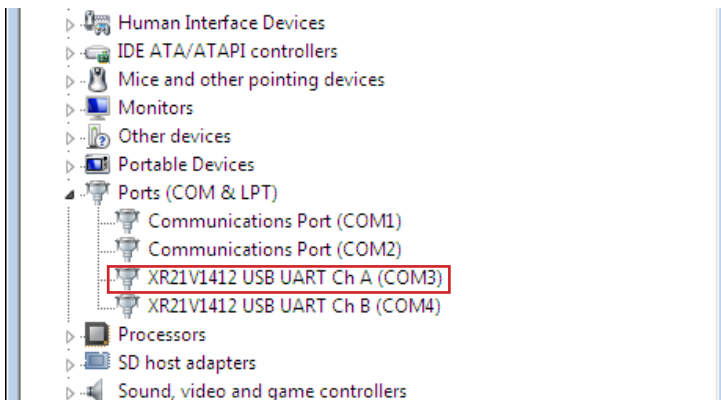 Human Interface Devices
IDE ATA/ATAPI controllers
Mice and other pointing devices
Monitors
Other devices
Portable Devices
Ports (COM & LPT)
Communications Port (COM1)
Communications Port (COM2)
XR21V1412 USB UART Ch A (COM3)
XR21V1412 USB UART Ch B (COM4)
Processors
SD host adapters
Sound, video and game controllers